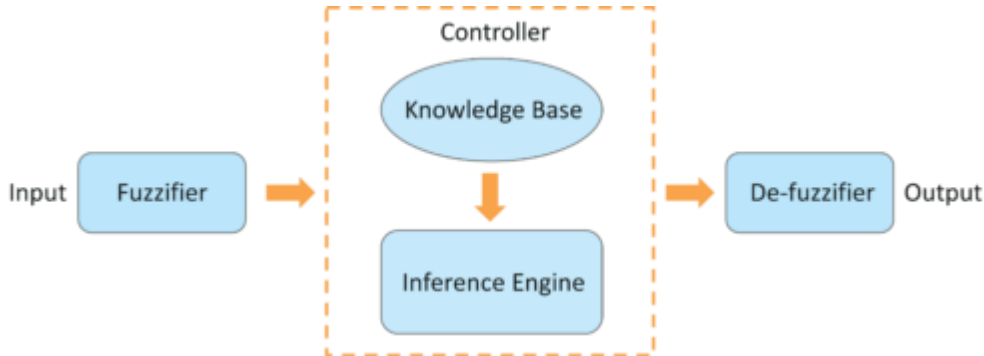 Controller
Knowledge Base
Input
Fuzzifier
De-fuzzifier
Output
Inference Engine